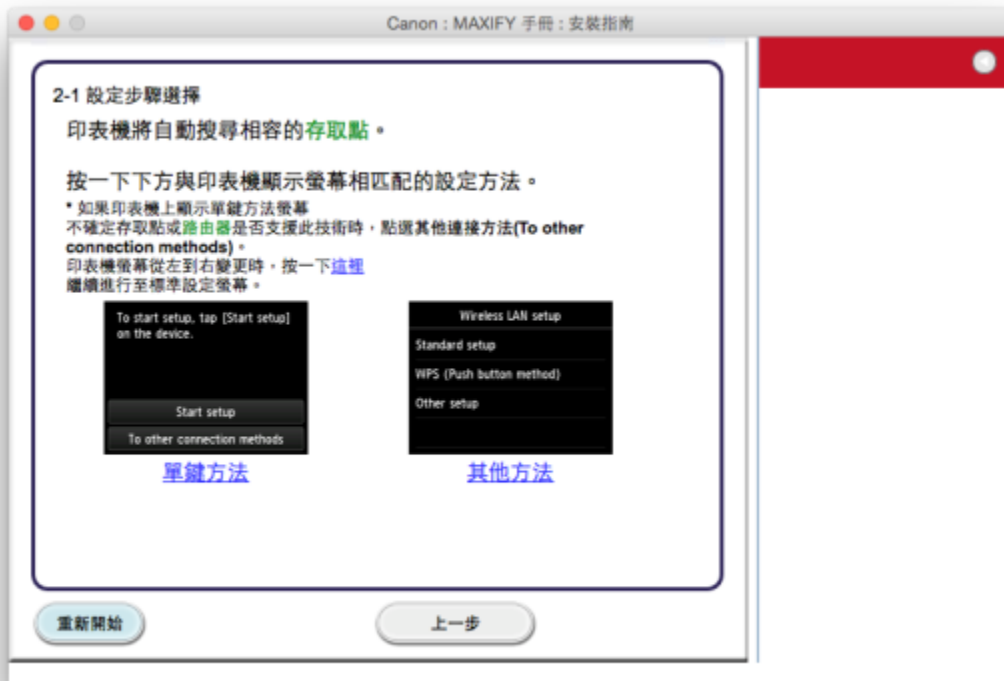 Canon : MAXIFY 手冊 : 安裝指南
2-1 設定步驟選擇
印表機將自動搜尋相容的存取點。
按一下下方與印表機顯示螢幕相匹配的設定方法。
* 如果印表機上顯示單鍵方法螢幕
不確定存取點或路由器是否支援此技術時，點選其他連接方法(To other
connection methods)。
印表機螢幕從左到右變更時，按一下這裡
繼續進行至標準設定螢幕。
To start setup, tap [Start setup]
on the device.
Start setup
To other connection methods
Wireless LAN setup
Standard setup
WPS (Push button method)
Other setup
單鍵方法
其他方法
重新開始
上一步